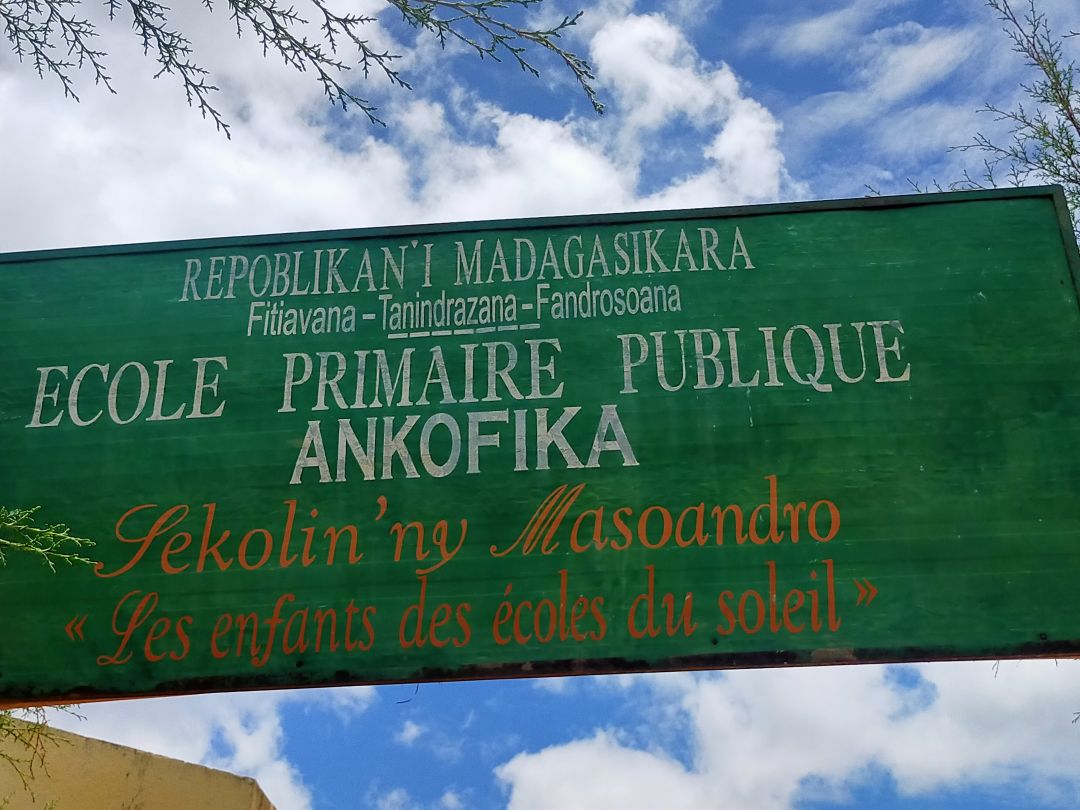 REPOBLIKAN'I MADAGASIKARA
Fitiavana – Tanindrazana – Fandrosoana
ECOLE PRIMAIRE PUBLIQUE
ANKOFIKA
Sekolin'ny Masoandro
« Les enfants des écoles du soleil »